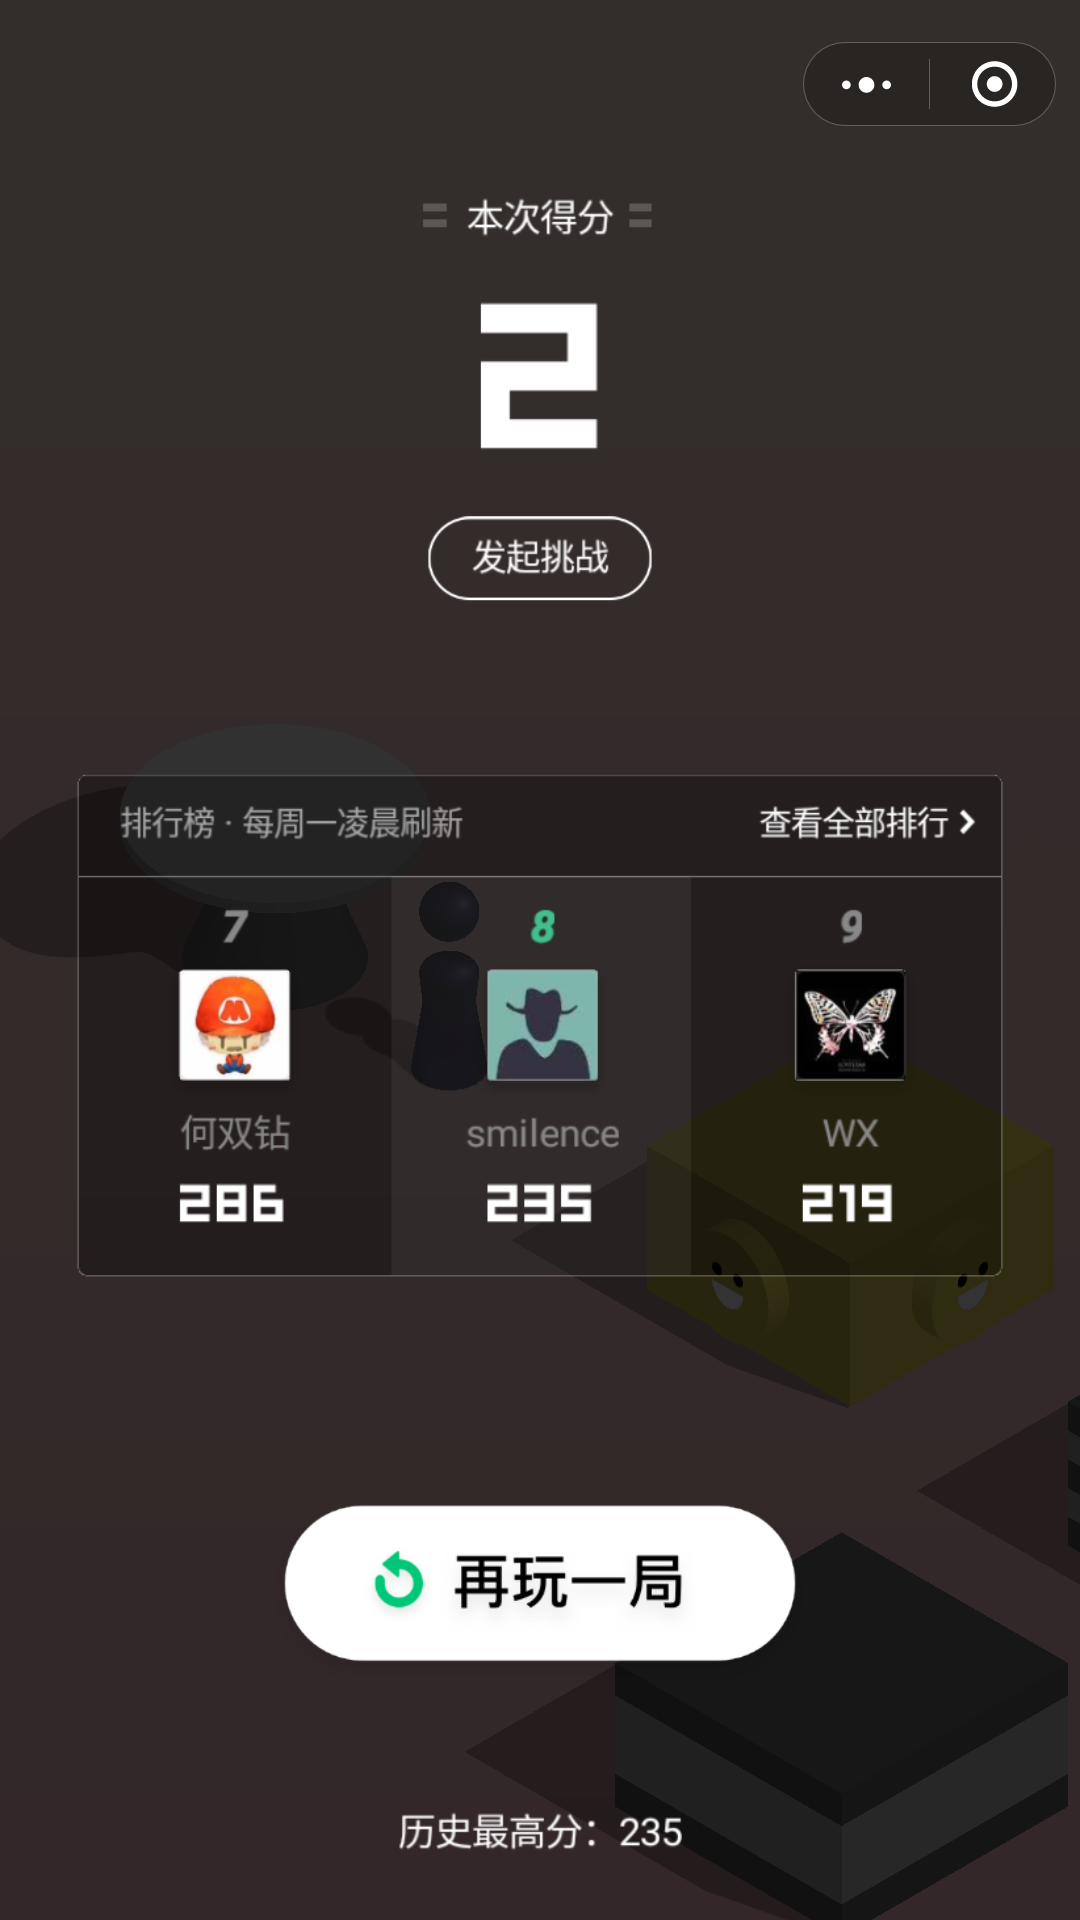 本次得分
2
发起挑战
排行榜 · 每周一凌晨刷新 查看全部排行
7 8 9
何双钻 smilence WX
286 235 219
再玩一局
历史最高分：235